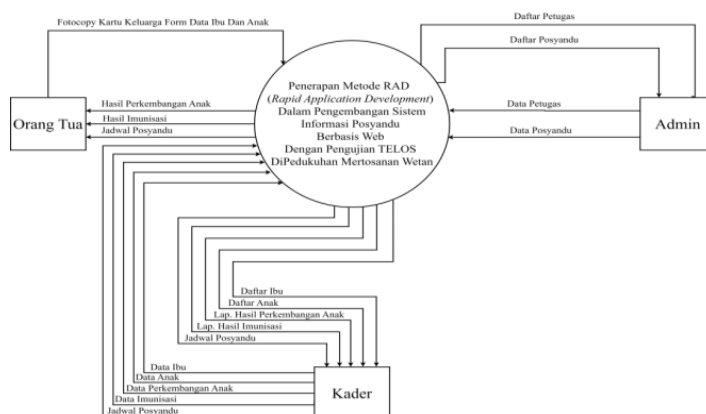 Fotocopy Kartu Keluarga Form Data Ibu Dan Anak
Daftar Petugas
Daftar Posyandu
Penerapan Metode RAD
(Rapid Application Development)
Dalam Pengembangan Sistem
Informasi Posyandu
Berbasis Web
Dengan Pengujian TELOS
DiPedukuhan Mertosanan Wetan
Hasil Perkembangan Anak
Hasil Imunisasi
Jadwal Posyandu
Orang Tua
Data Petugas
Data Posyandu
Admin
Daftar Ibu
Daftar Anak
Lap. Hasil Perkembangan Anak
Lap. Hasil Imunisasi
Jadwal Posyandu
Data Ibu
Data Anak
Data Perkembangan Anak
Data Imunisasi
Jadwal Posyandu
Kader